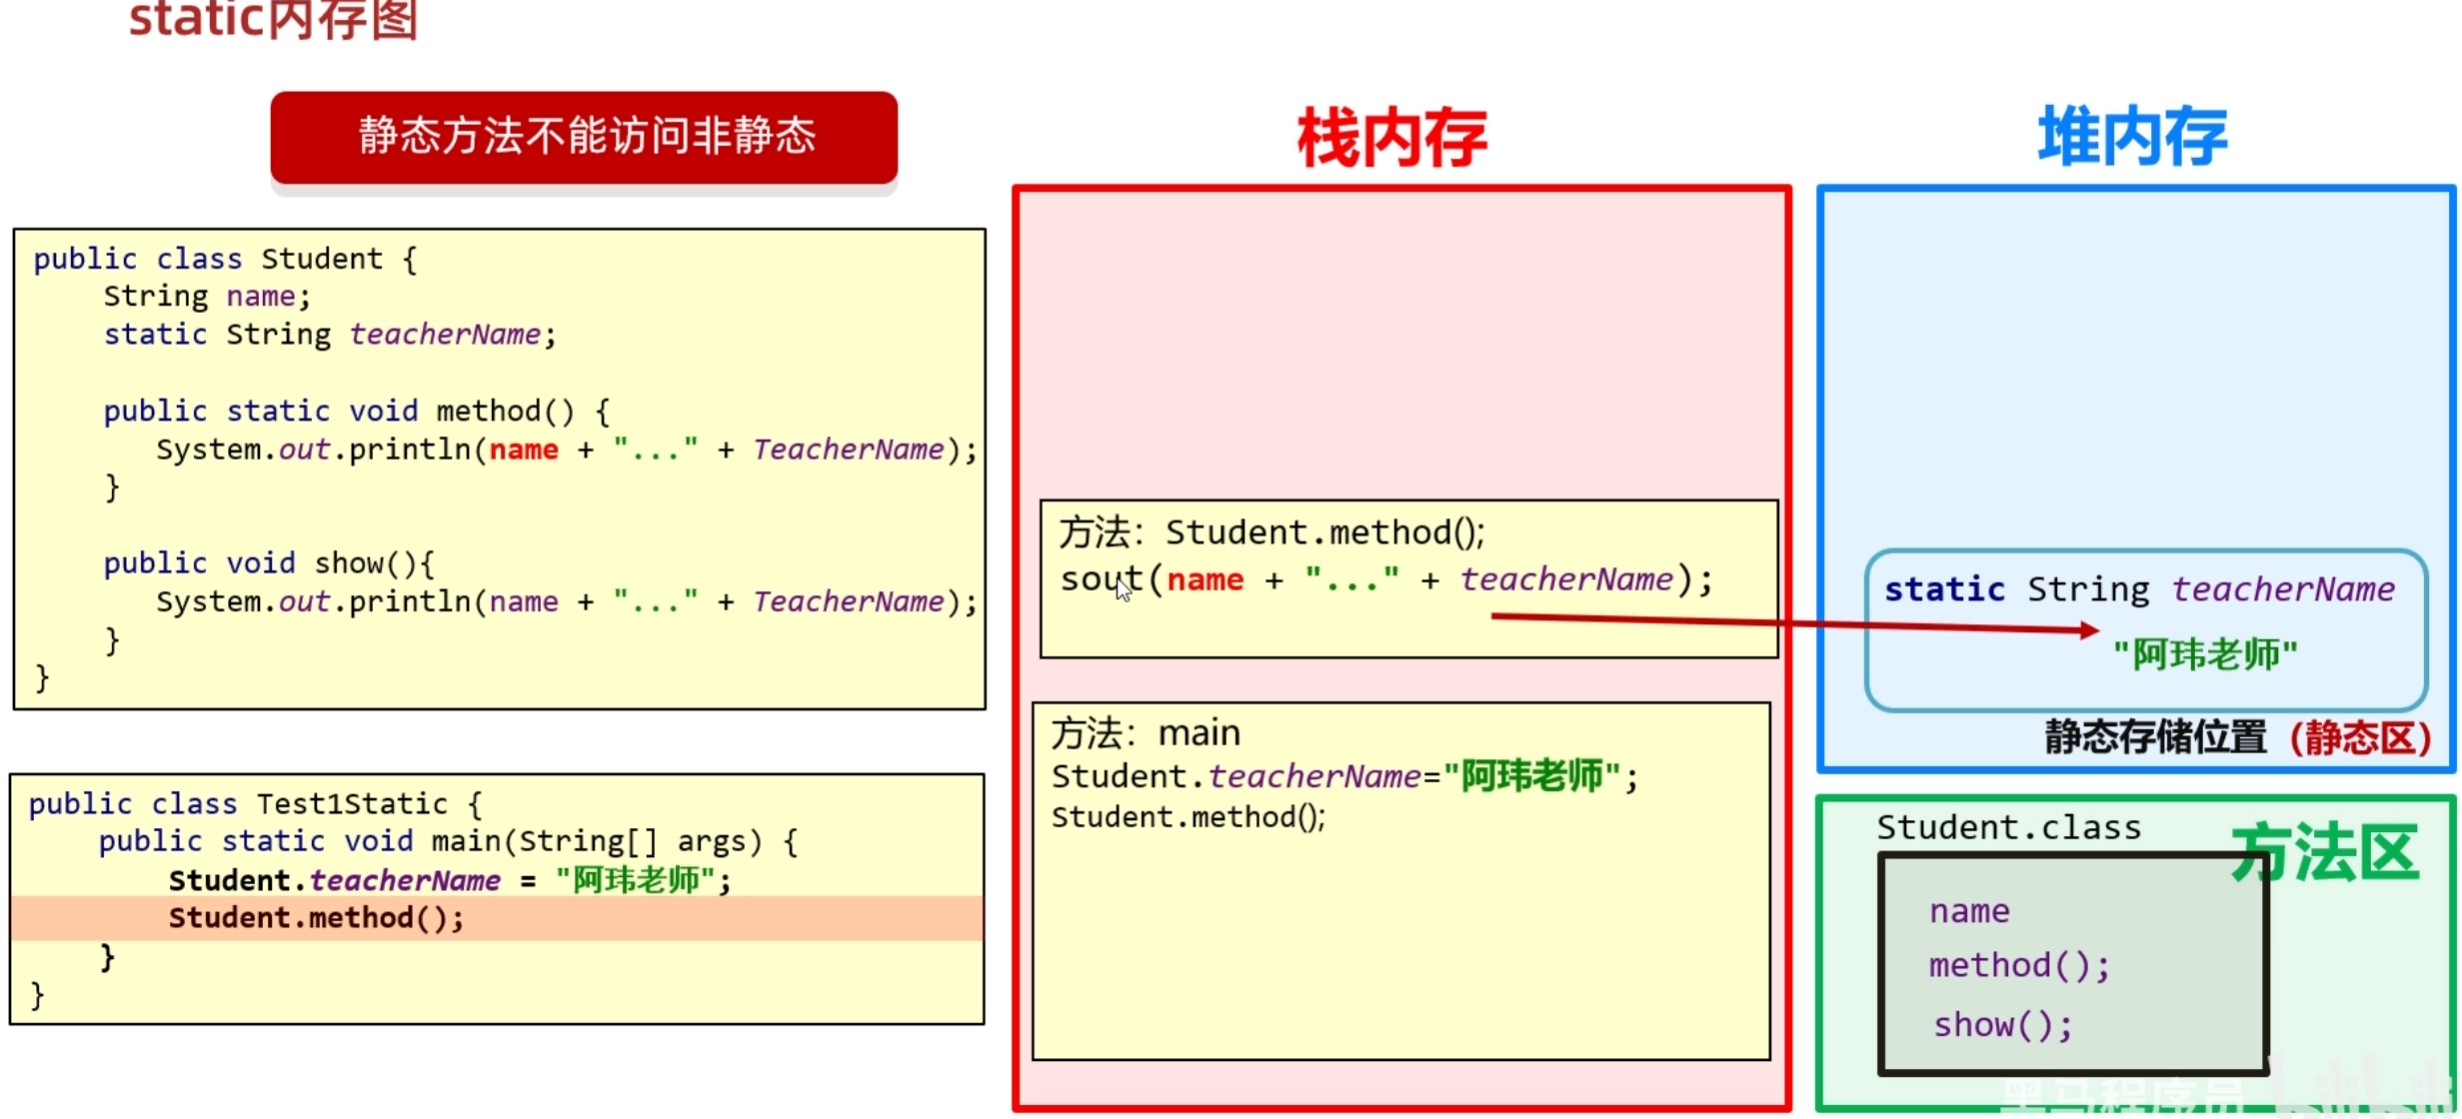 static内存图
静态方法不能访问非静态
public class Student {
String name;
static String teacherName;
public static void method() {
System.out.println(name + "..." + TeacherName);
}
public void show(){
System.out.println(name + "..." + TeacherName);
}
}
public class Test1Static {
public static void main(String[] args) {
Student.teacherName = "阿玮老师";
Student.method();
}
}
栈内存
方法：Student.method();
sout(name + "..." + teacherName);
方法：main
Student.teacherName="阿玮老师";
Student.method();
堆内存
static String teacherName
"阿玮老师"
静态存储位置（静态区）
方法区
Student.class
name
method();
show();
黑马程序员